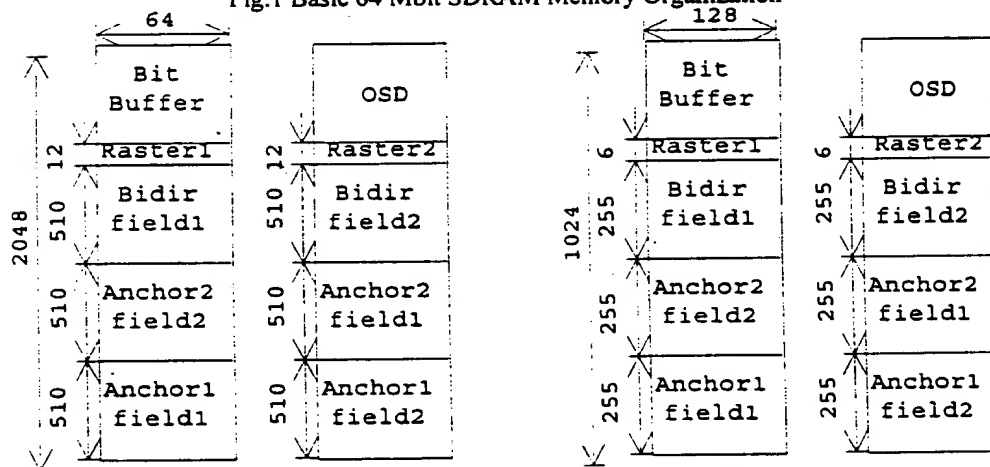 Fig.1 Basic 64 Mbit SDRAM Memory Organization
64
128
2048
Bit
Buffer
12
Raster1
510
Bidir
field1
510
Anchor2
field2
510
Anchor1
field1
OSD
12
Raster2
510
Bidir
field2
510
Anchor2
field1
510
Anchor1
field2
1024
Bit
Buffer
6
Raster1
255
Bidir
field1
255
Anchor2
field2
255
Anchor1
field1
OSD
6
Raster2
255
Bidir
field2
255
Anchor2
field1
255
Anchor1
field2